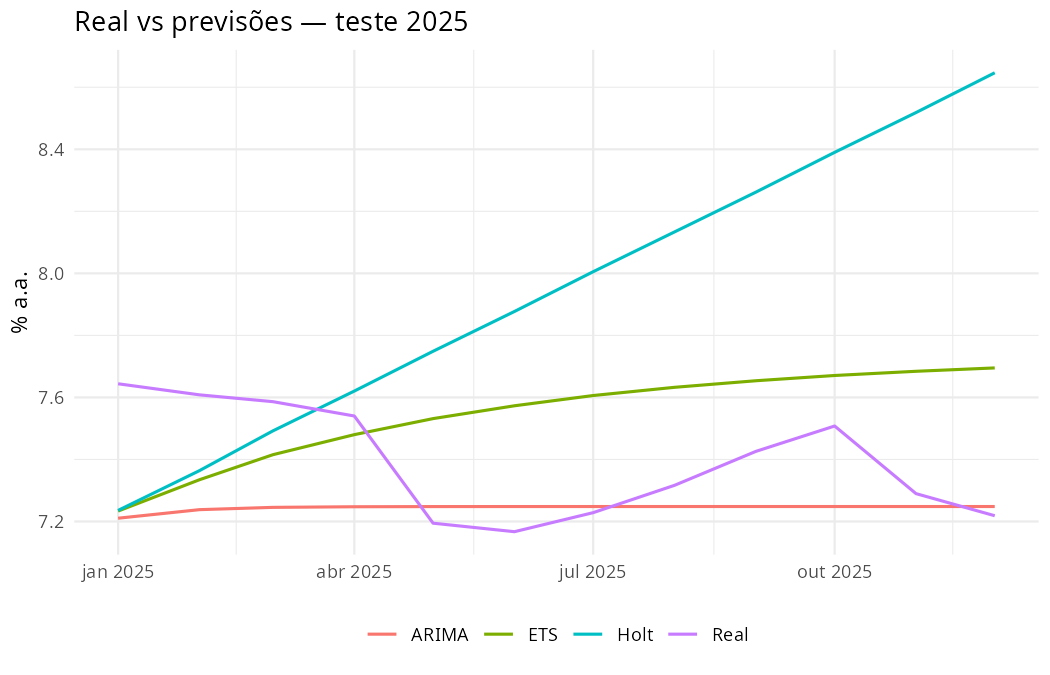 Real vs previsões — teste 2025
% a.a.
8.4
8.0
7.6
7.2
jan 2025 abr 2025 jul 2025 out 2025
ARIMA ETS Holt Real